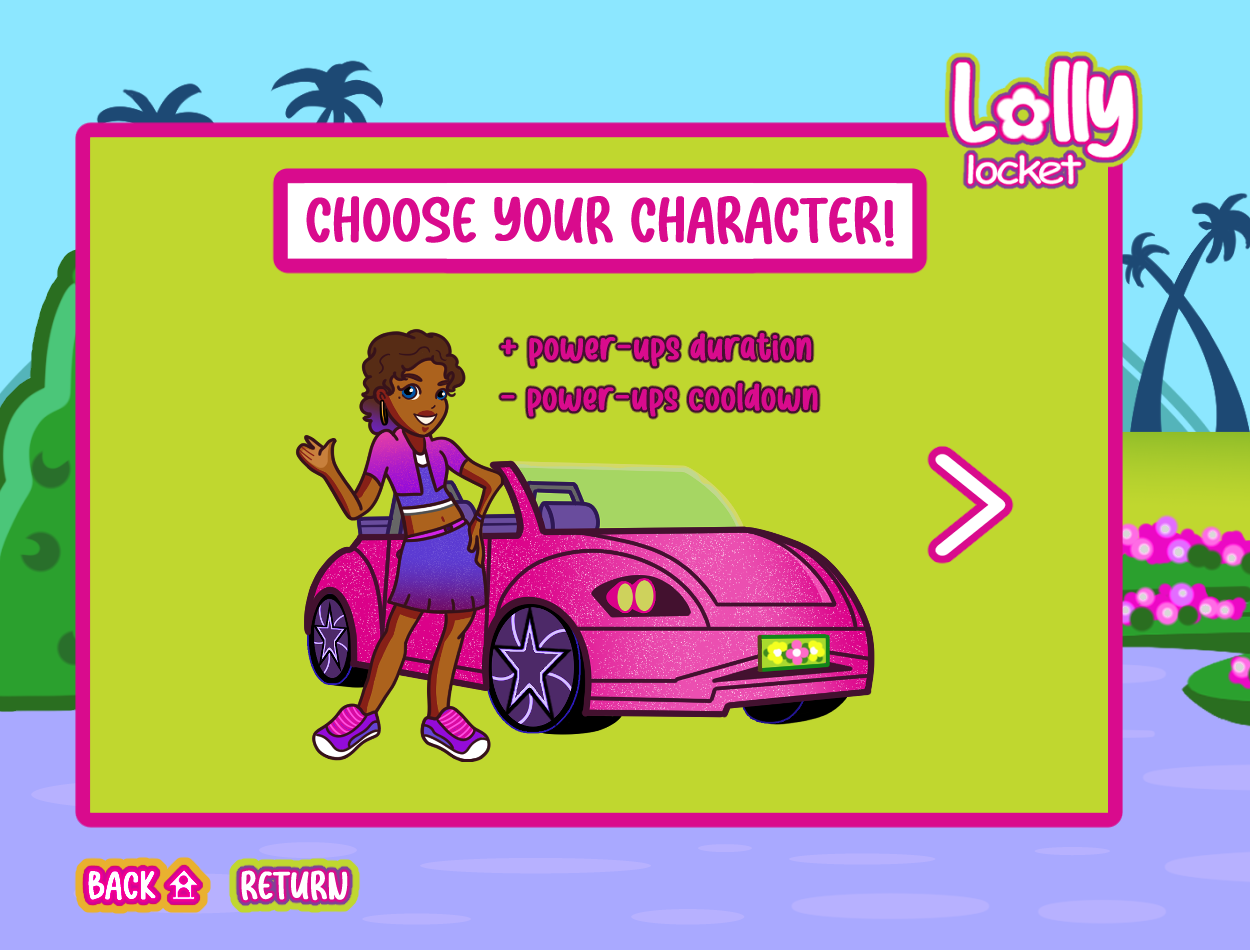 Lolly
locket
CHOOSE YOUR CHARACTER!
+ power-ups duration
- power-ups cooldown
BACK
RETURN